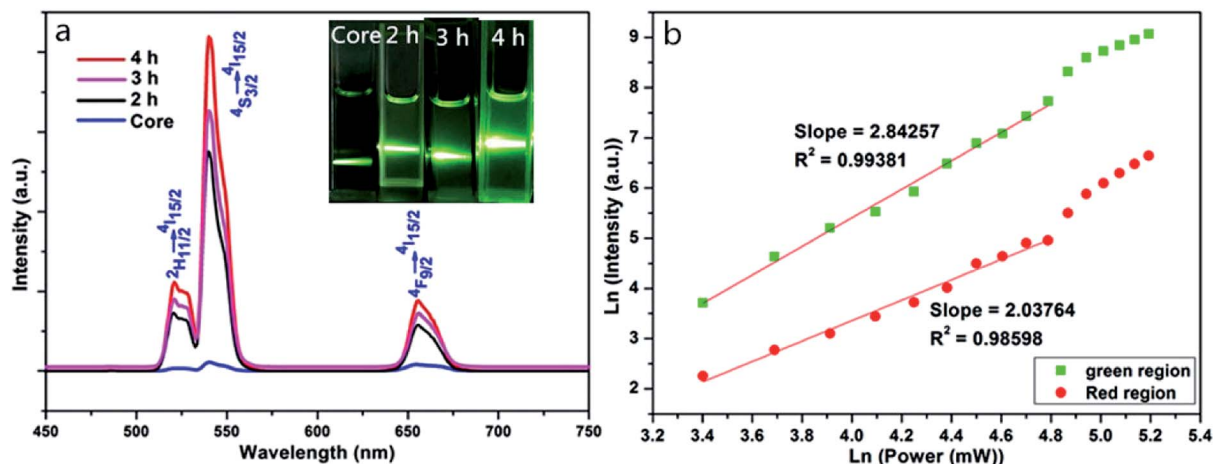 a
4 h
3 h
2 h
Core
Core 2 h 3 h 4 h
²H₁₁/₂→⁴I₁₅/₂
⁴S₃/₂→⁴I₁₅/₂
⁴F₉/₂→⁴I₁₅/₂
Intensity (a.u.)
450 500 550 600 650 700 750
Wavelength (nm)
b
Ln (Intensity (a.u.))
9
8
7
6
5
4
3
2
Slope = 2.84257
R² = 0.99381
Slope = 2.03764
R² = 0.98598
green region
Red region
3.2 3.4 3.6 3.8 4.0 4.2 4.4 4.6 4.8 5.0 5.2 5.4
Ln (Power (mW))